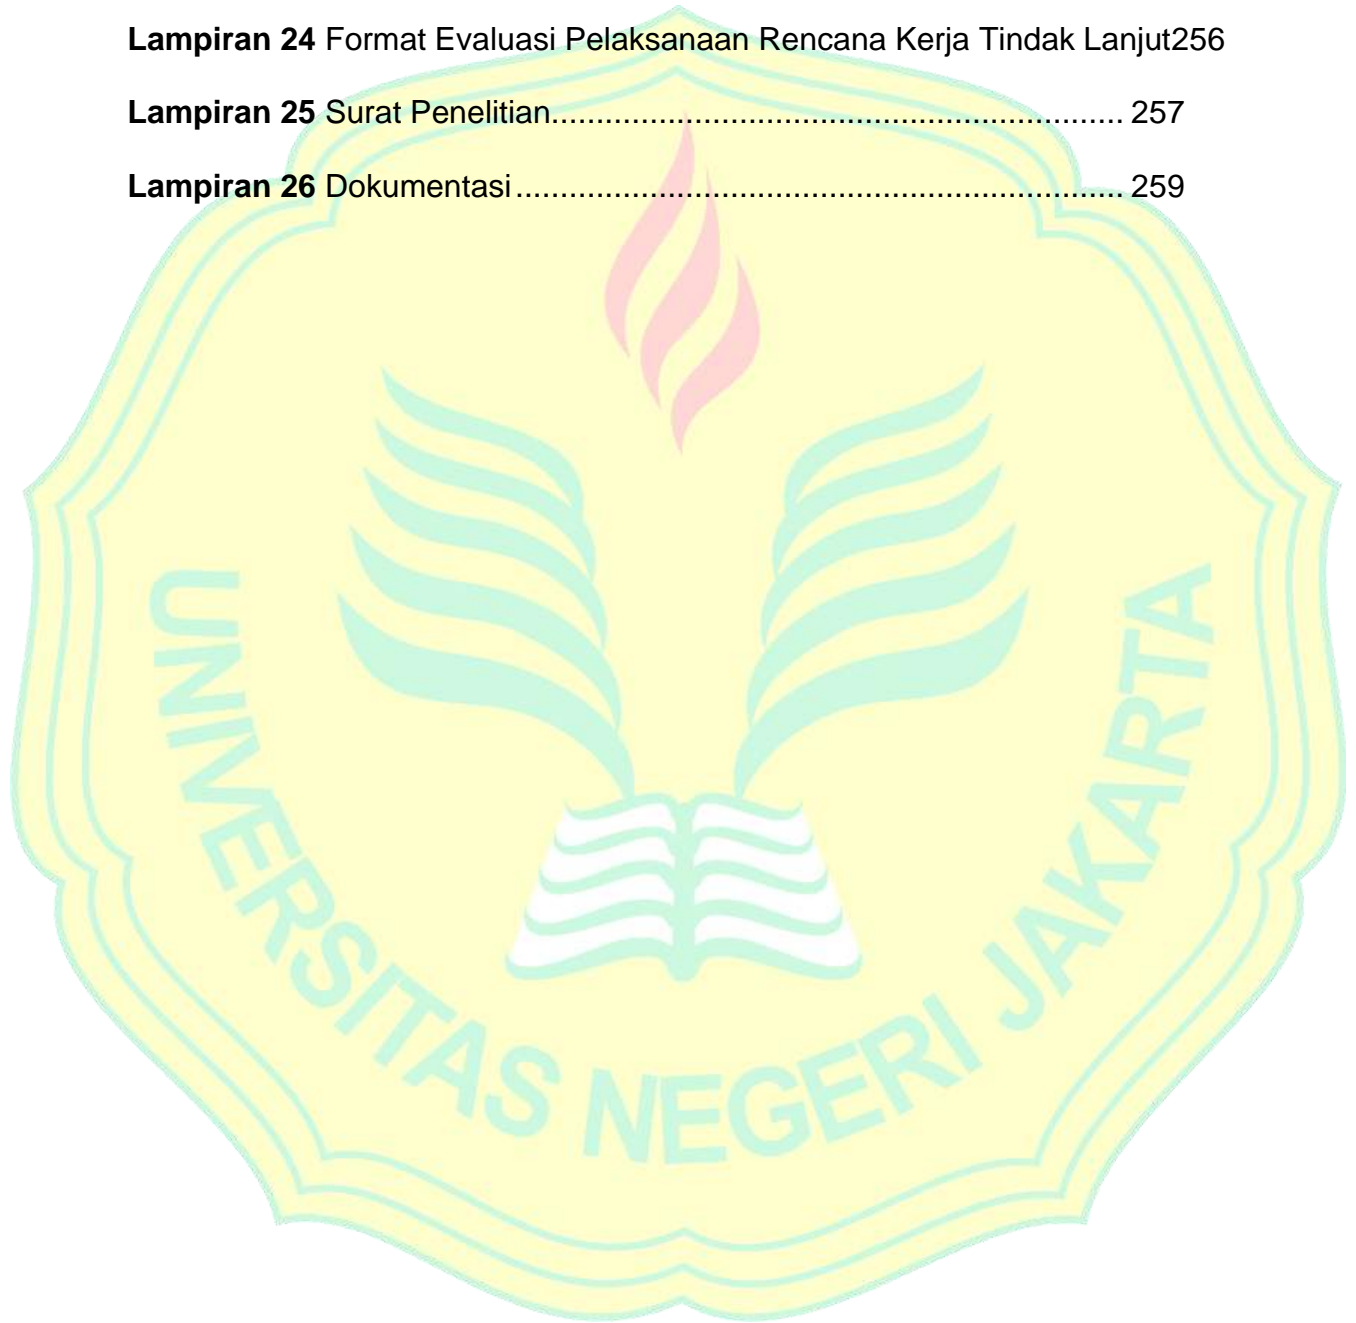 Lampiran 24 Format Evaluasi Pelaksanaan Rencana Kerja Tindak Lanjut256
Lampiran 25 Surat Penelitian................................................................ 257
Lampiran 26 Dokumentasi.................................................................... 259
UNIVERSITAS NEGERI JAKARTA